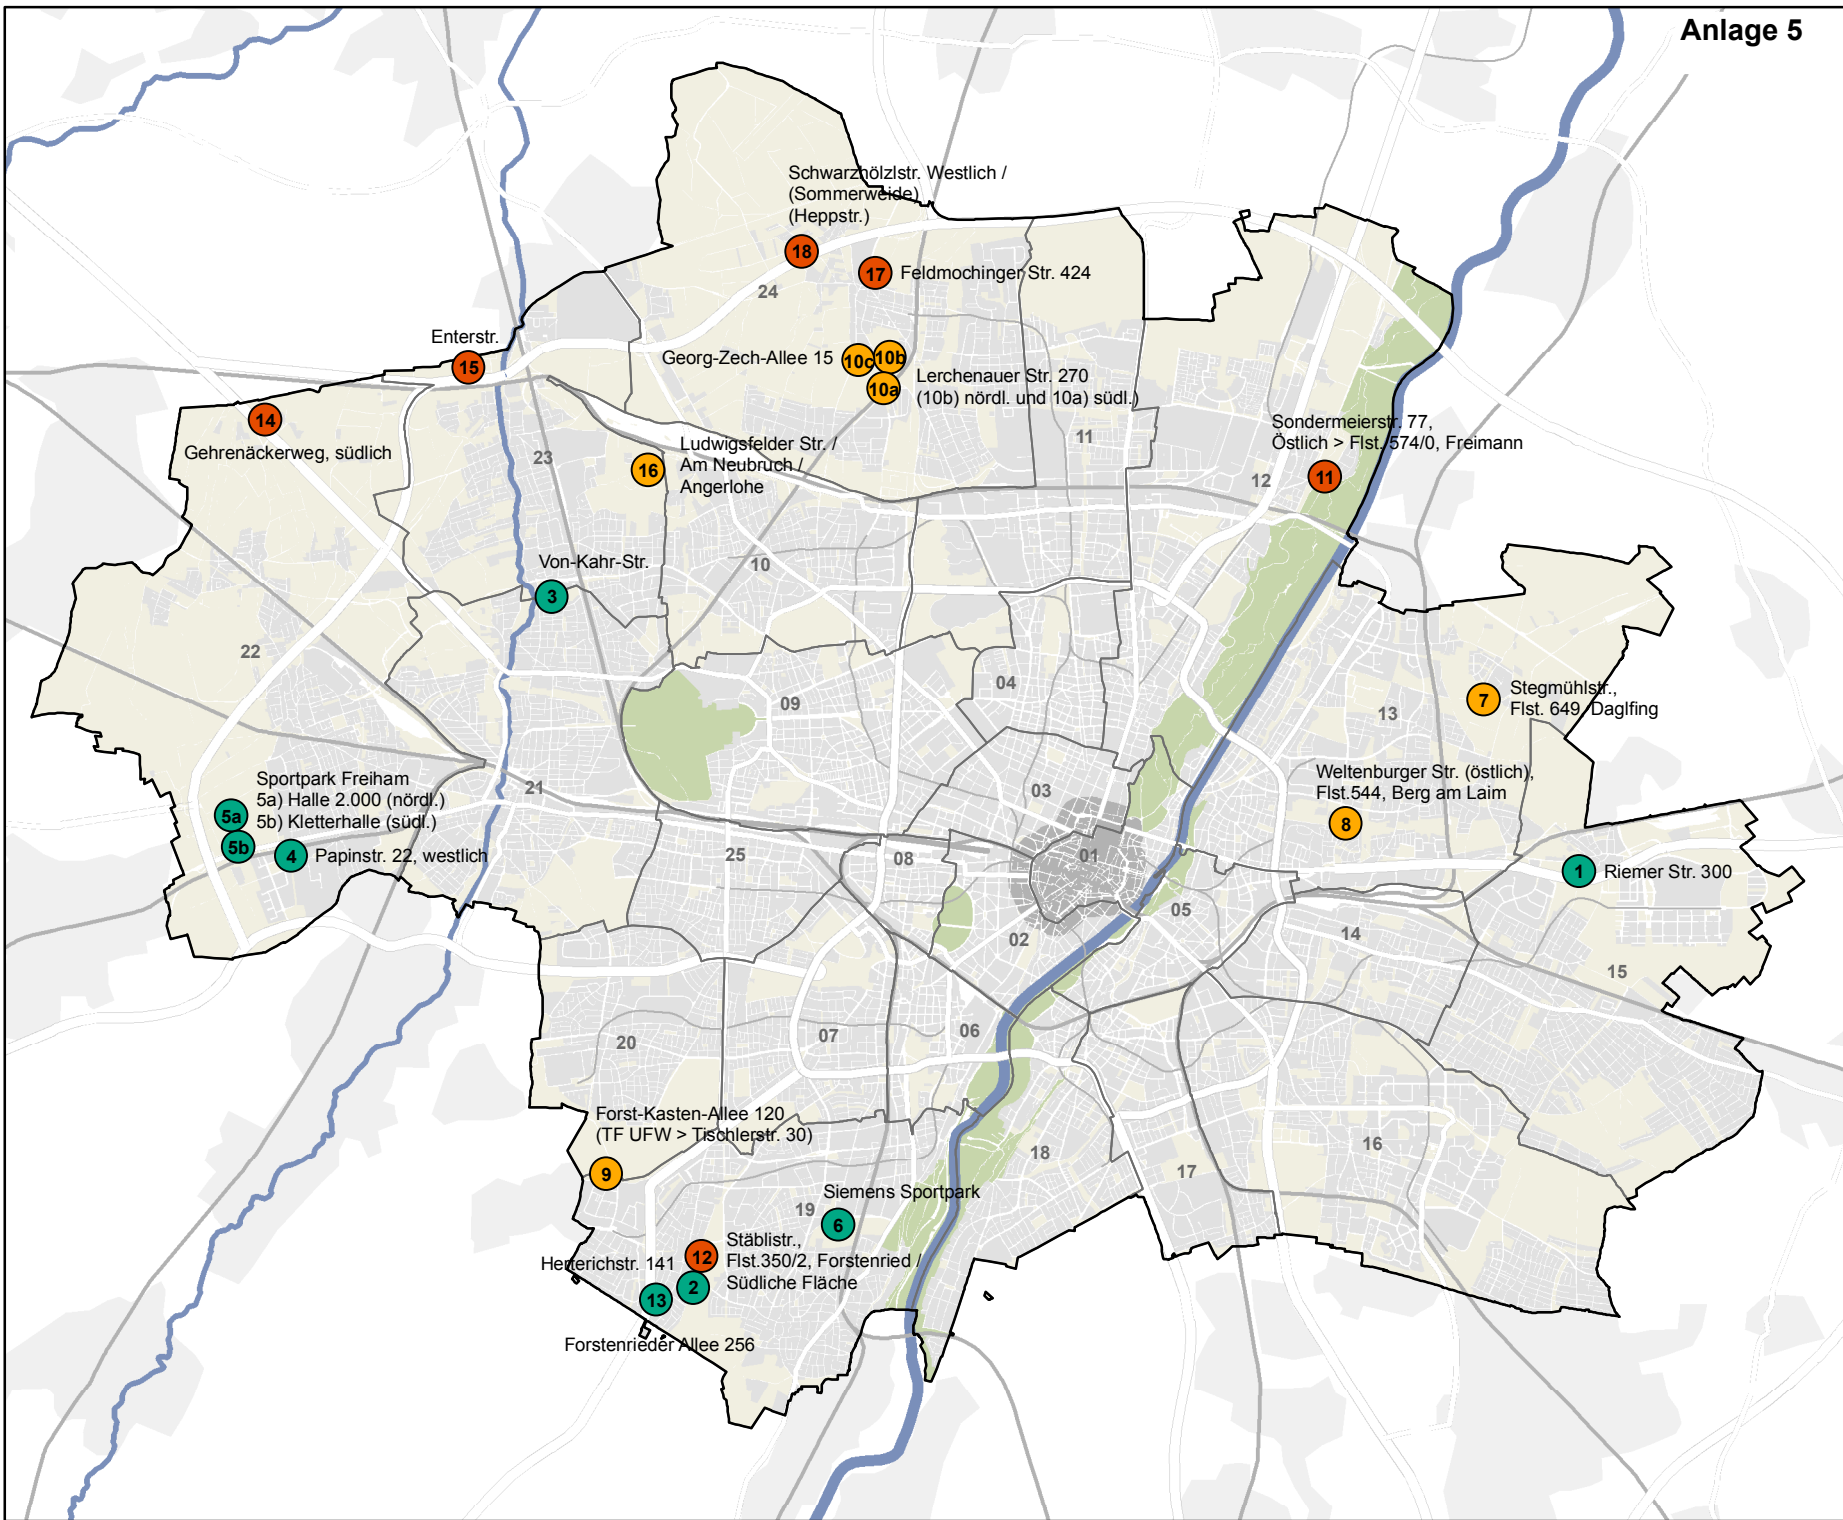 Anlage 5
Schwarzhölzlstr. Westlich /
(Sommerweide)
(Heppstr.)
18
17
Feldmochinger Str. 424
24
Enterstr.
15
Georg-Zech-Allee 15
10c
10b
10a
Lerchenauer Str. 270
(10b) nördl. und 10a) südl.)
14
Gehrenäckerweg, südlich
23
16
Ludwigsfelder Str. /
Am Neubruch /
Angerlohe
11
Sondermeierstr. 77,
Östlich > Flst. 574/0, Freimann
12
11
Von-Kahr-Str.
3
10
22
04
09
13
7
Stegmühlstr.,
Flst. 649, Daglfing
Sportpark Freiham
5a) Halle 2.000 (nördl.)
5b) Kletterhalle (südl.)
5a
5b
4
Papinstr. 22, westlich
21
03
Weltenburger Str. (östlich),
Flst.544, Berg am Laim
8
25
08
01
1
Riemer Str. 300
05
02
14
15
20
07
06
Forst-Kasten-Allee 120
(TF UFW > Tischlerstr. 30)
9
18
17
16
Siemens Sportpark
19
6
12
Stäblistr.,
Flst.350/2, Forstenried /
Südliche Fläche
Herterichstr. 141
2
13
Forstenrieder Allee 256